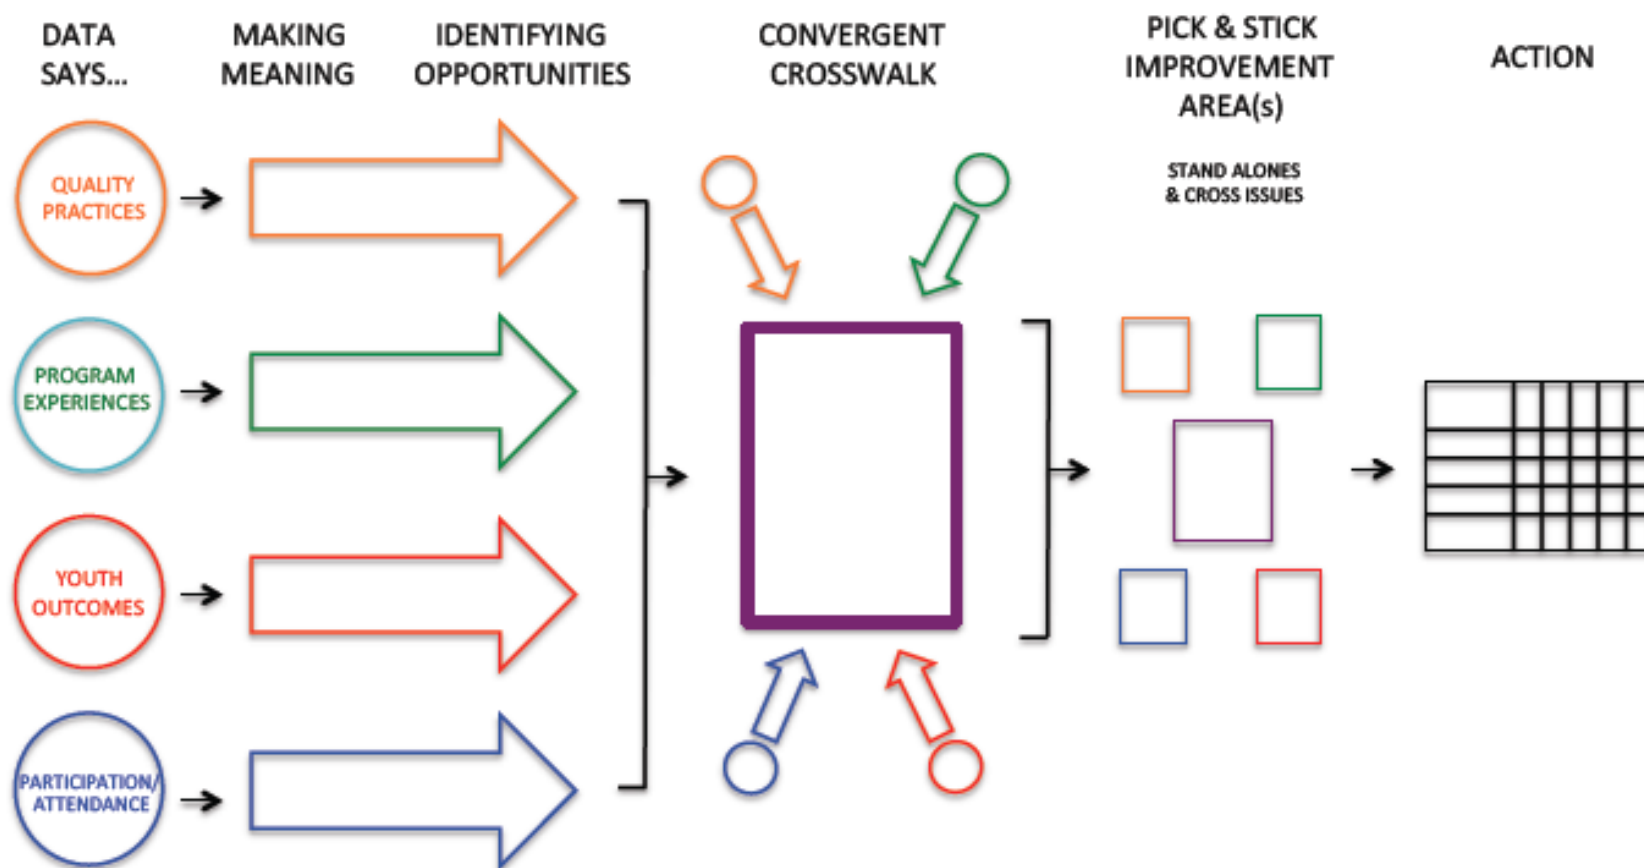 DATA
SAYS...
MAKING
MEANING
IDENTIFYING
OPPORTUNITIES
CONVERGENT
CROSSWALK
PICK & STICK
IMPROVEMENT
AREA(s)
STAND ALONES
& CROSS ISSUES
ACTION
QUALITY
PRACTICES
PROGRAM
EXPERIENCES
YOUTH
OUTCOMES
PARTICIPATION/
ATTENDANCE